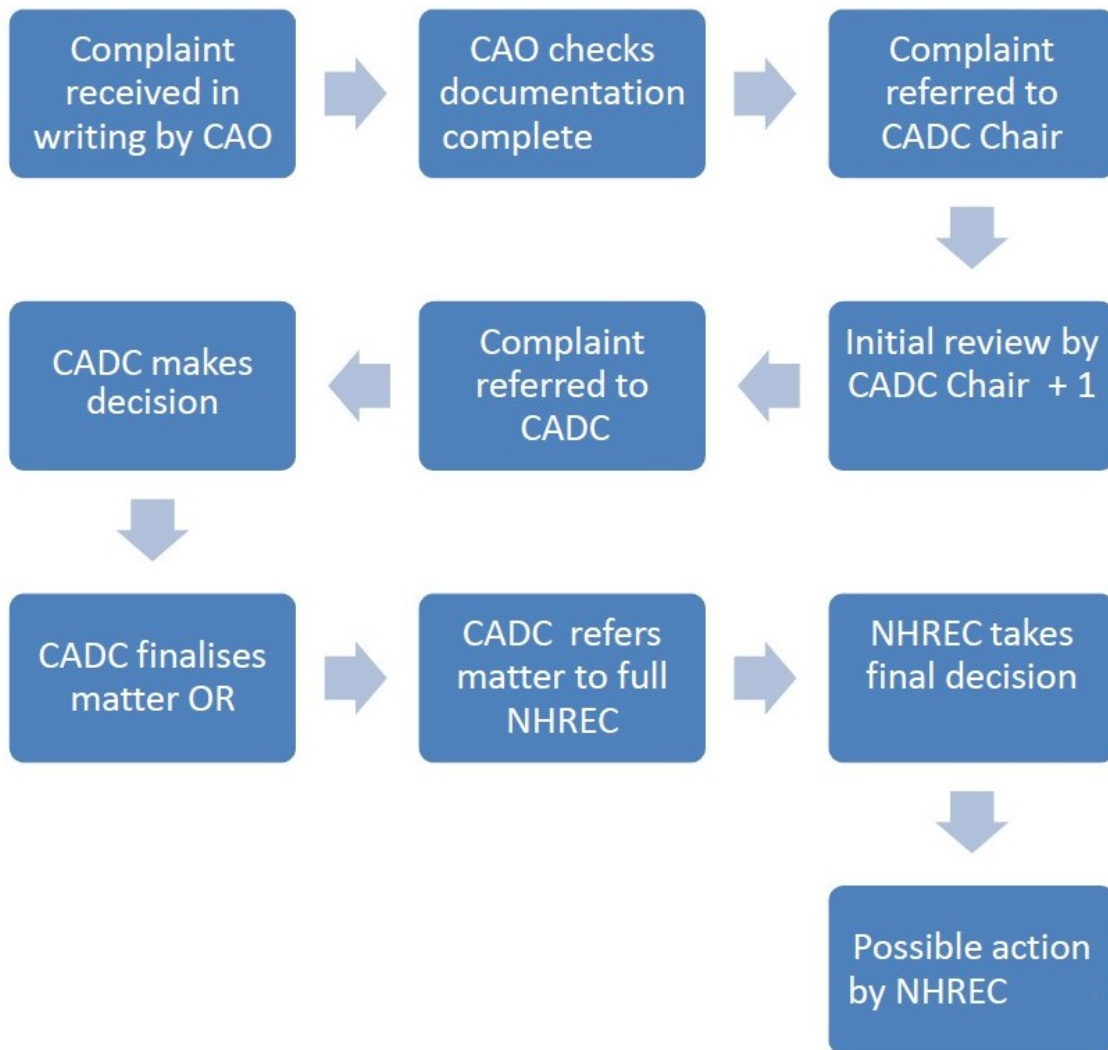 Complaint
received in
writing by CAO
CAO checks
documentation
complete
Complaint
referred to
CADC Chair
Initial review by
CADC Chair + 1
Complaint
referred to
CADC
CADC makes
decision
CADC finalises
matter OR
CADC refers
matter to full
NHREC
NHREC takes
final decision
Possible action
by NHREC